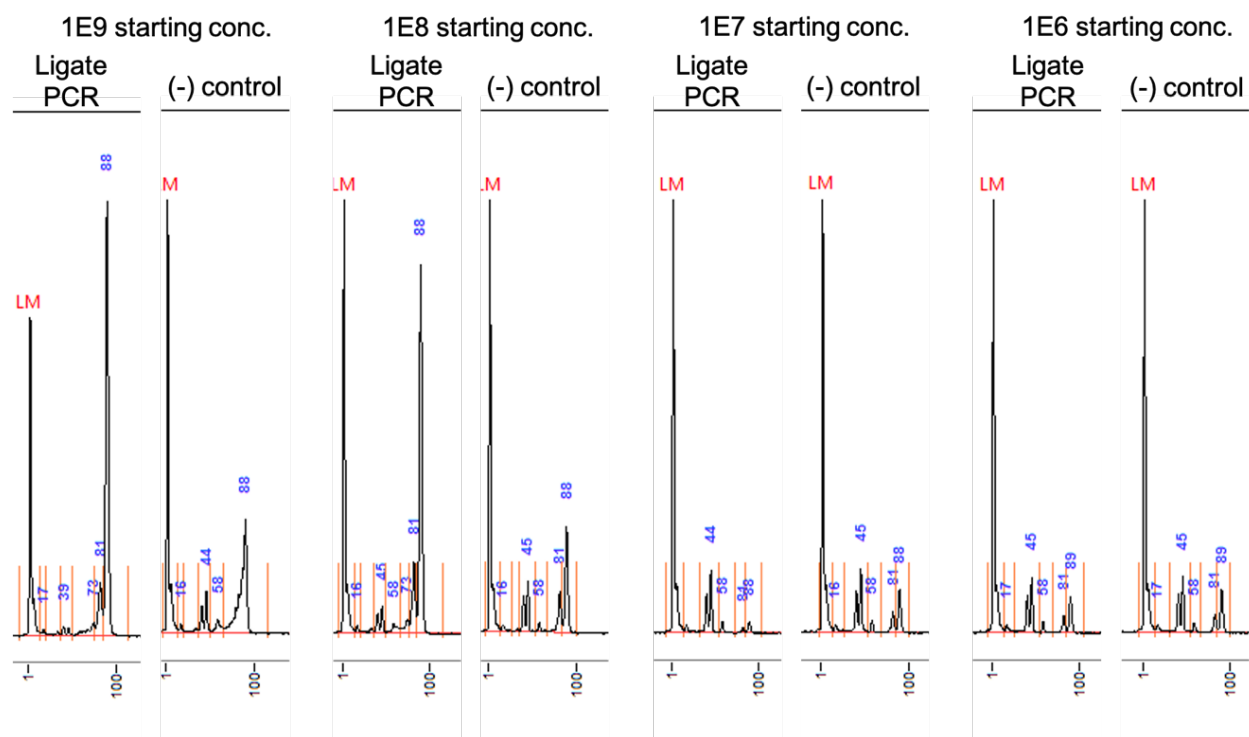 1E9 starting conc. 1E8 starting conc. 1E7 starting conc. 1E6 starting conc.
Ligate PCR (-) control Ligate PCR (-) control Ligate PCR (-) control Ligate PCR (-) control
LM 17 39 73 81 88
M 16 44 58 88
LM 16 45 58 73 81 88
LM 16 45 58 81 88
LM 44 58 81 88
LM 16 45 58 81 88
LM 17 45 58 81 89
LM 17 45 58 81 89
1 100 1 100 1 100 1 100 1 100 1 100 1 100 1 100